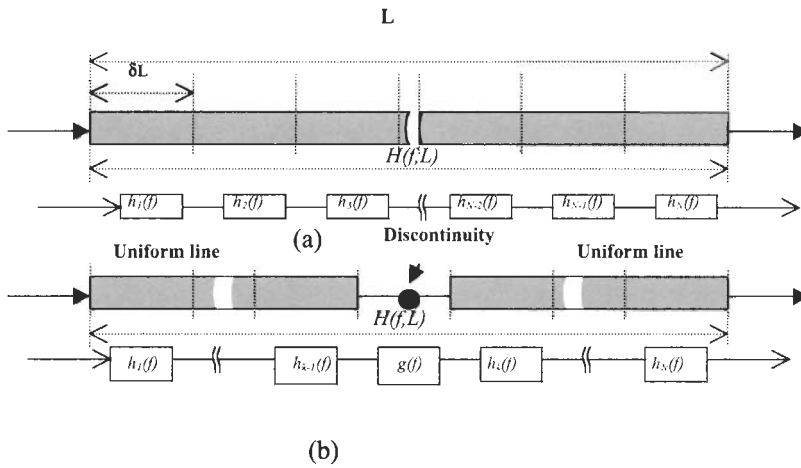 L
δL
H(f,L)
h1(f) h2(f) h3(f) hN-2(f) hN-1(f) hN(f)
(a) Discontinuity
Uniform line Uniform line
H(f,L)
h1(f) hk-1(f) g(f) hk(f) hN(f)
(b)